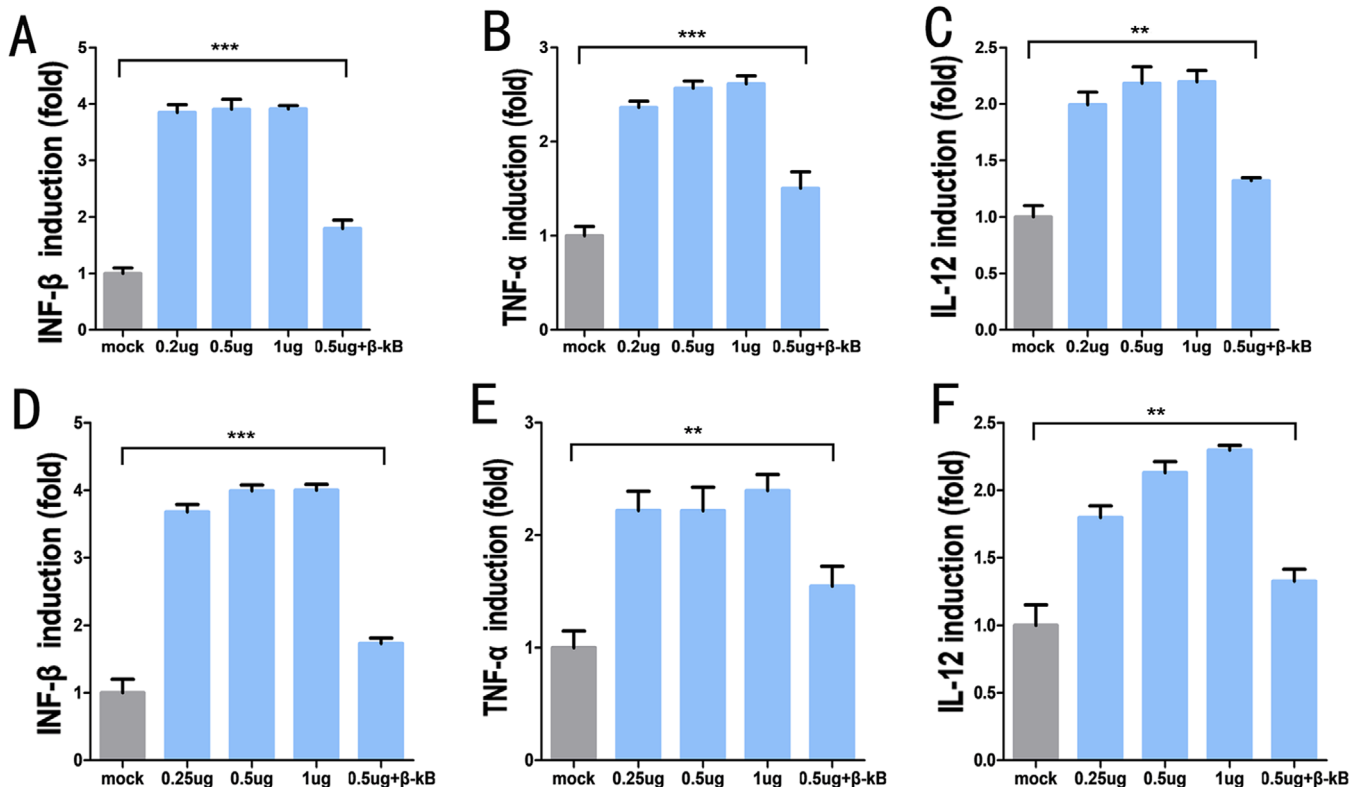 A
INF-β induction (fold)
5
4
3
2
1
0
***
mock 0.2ug 0.5ug 1ug 0.5ug+β-kB
B
TNF-α induction (fold)
3
2
1
0
***
mock 0.2ug 0.5ug 1ug 0.5ug+β-kB
C
IL-12 induction (fold)
2.5
2.0
1.5
1.0
0.5
0.0
**
mock 0.2ug 0.5ug 1ug 0.5ug+β-kB
D
INF-β induction (fold)
5
4
3
2
1
0
***
mock 0.25ug 0.5ug 1ug 0.5ug+β-kB
E
TNF-α induction (fold)
3
2
1
0
**
mock 0.25ug 0.5ug 1ug 0.5ug+β-kB
F
IL-12 induction (fold)
2.5
2.0
1.5
1.0
0.5
0.0
**
mock 0.25ug 0.5ug 1ug 0.5ug+β-kB